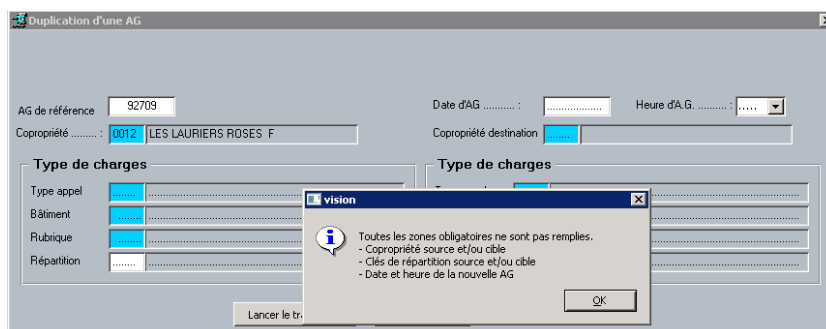 Duplication d'une AG
AG de référence 92709 Date d'AG ........... : .................. Heure d'A.G. .......... : .....
Copropriété ......... : 0012 LES LAURIERS ROSES F Copropriété destination ........
Type de charges Type de charges
Type appel
Bâtiment
Rubrique
Répartition
vision
Toutes les zones obligatoires ne sont pas remplies.
- Copropriété source et/ou cible
- Clés de répartition source et/ou cible
- Date et heure de la nouvelle AG
OK
Lancer le